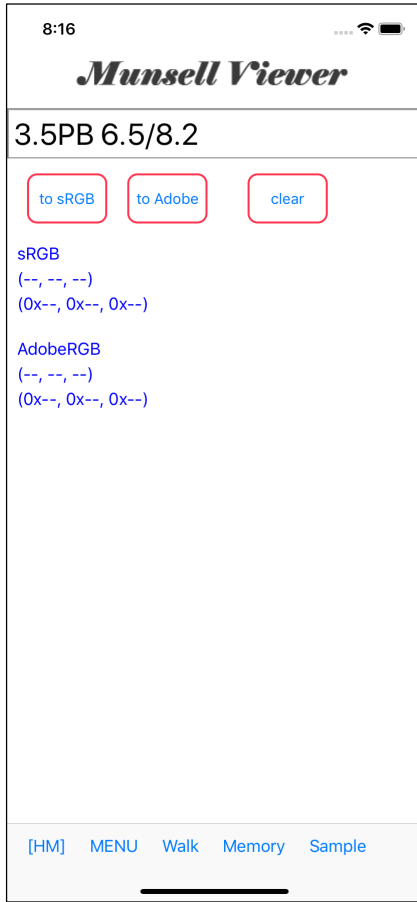 8:16
Munsell Viewer
3.5PB 6.5/8.2
to sRGB to Adobe clear
sRGB
(--, --, --)
(0x--, 0x--, 0x--)
AdobeRGB
(--, --, --)
(0x--, 0x--, 0x--)
[HM] MENU Walk Memory Sample